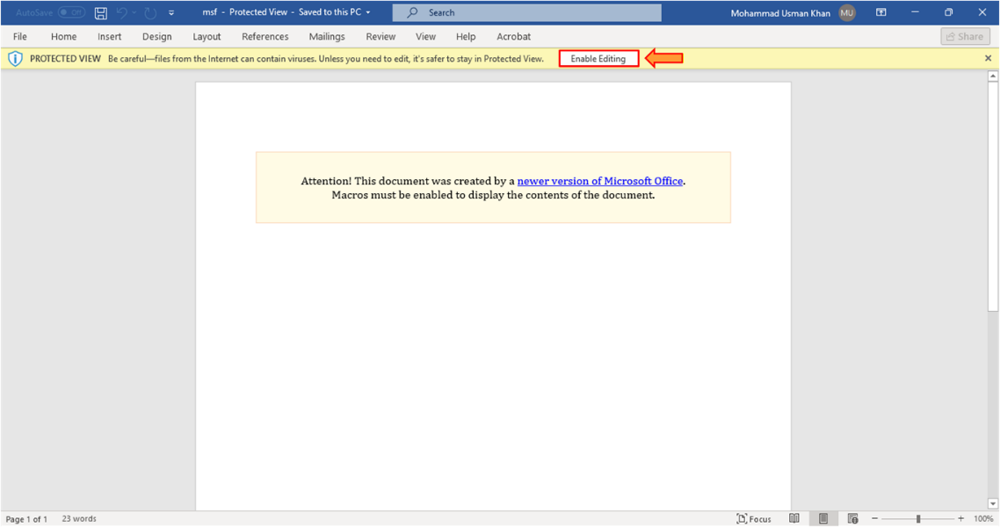 AutoSave Off msf - Protected View - Saved to this PC Search Mohammad Usman Khan MU
File Home Insert Design Layout References Mailings Review View Help Acrobat Share
PROTECTED VIEW Be careful—files from the Internet can contain viruses. Unless you need to edit, it's safer to stay in Protected View. Enable Editing
Attention! This document was created by a newer version of Microsoft Office.
Macros must be enabled to display the contents of the document.
Page 1 of 1 23 words Focus 100%